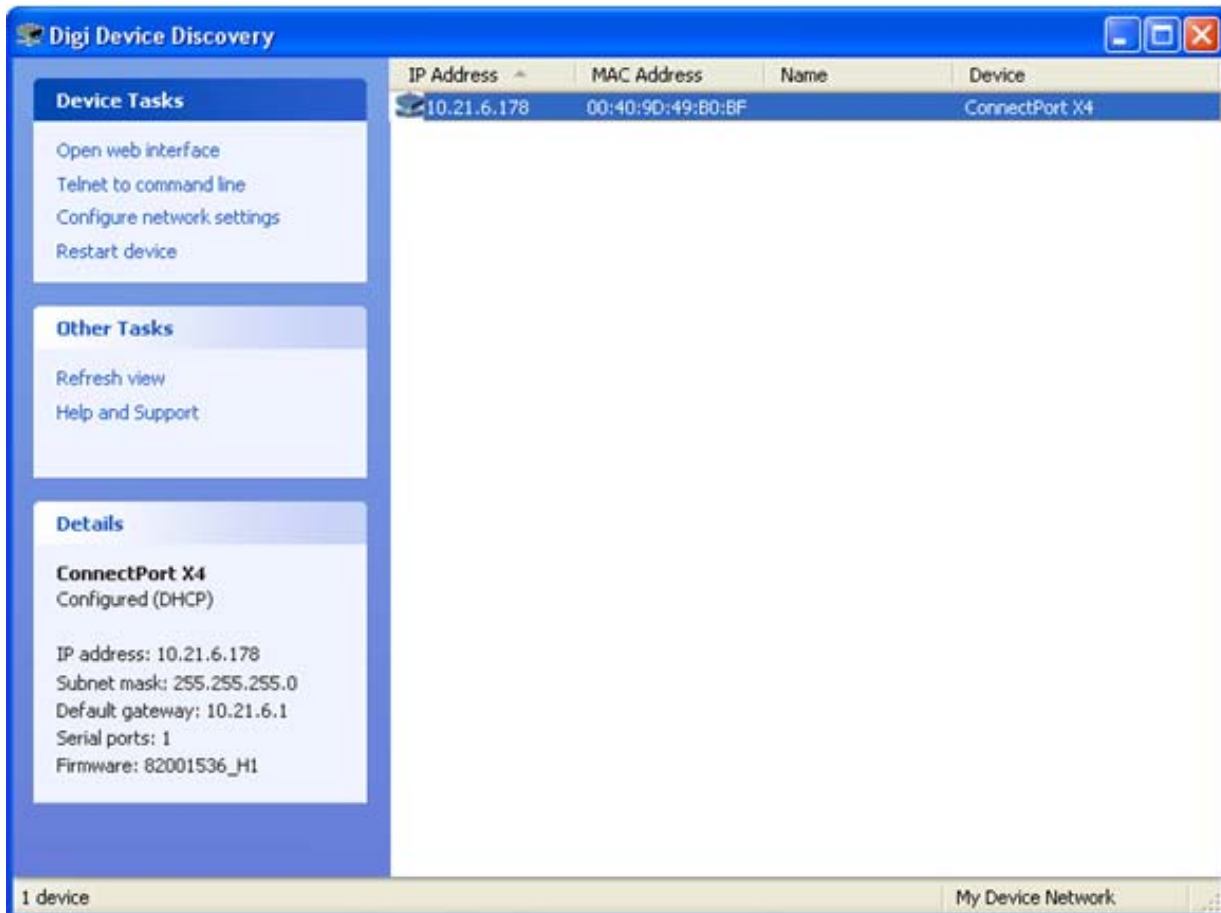 Digi Device Discovery
Device Tasks
Open web interface
Telnet to command line
Configure network settings
Restart device
Other Tasks
Refresh view
Help and Support
Details
ConnectPort X4
Configured (DHCP)
IP address: 10.21.6.178
Subnet mask: 255.255.255.0
Default gateway: 10.21.6.1
Serial ports: 1
Firmware: 82001536_H1
IP Address MAC Address Name Device
10.21.6.178 00:40:9D:49:B0:BF ConnectPort X4
1 device My Device Network